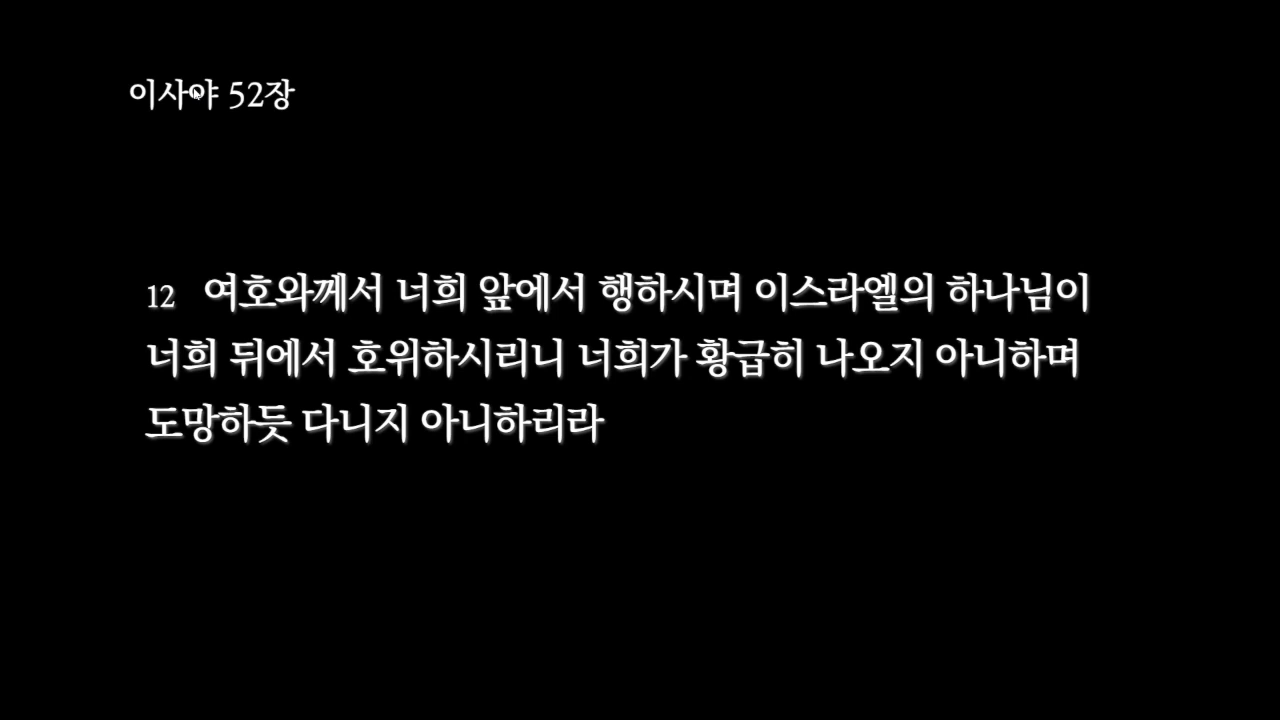 이사야 52장
12 여호와께서 너희 앞에서 행하시며 이스라엘의 하나님이
너희 뒤에서 호위하시리니 너희가 황급히 나오지 아니하며
도망하듯 다니지 아니하리라